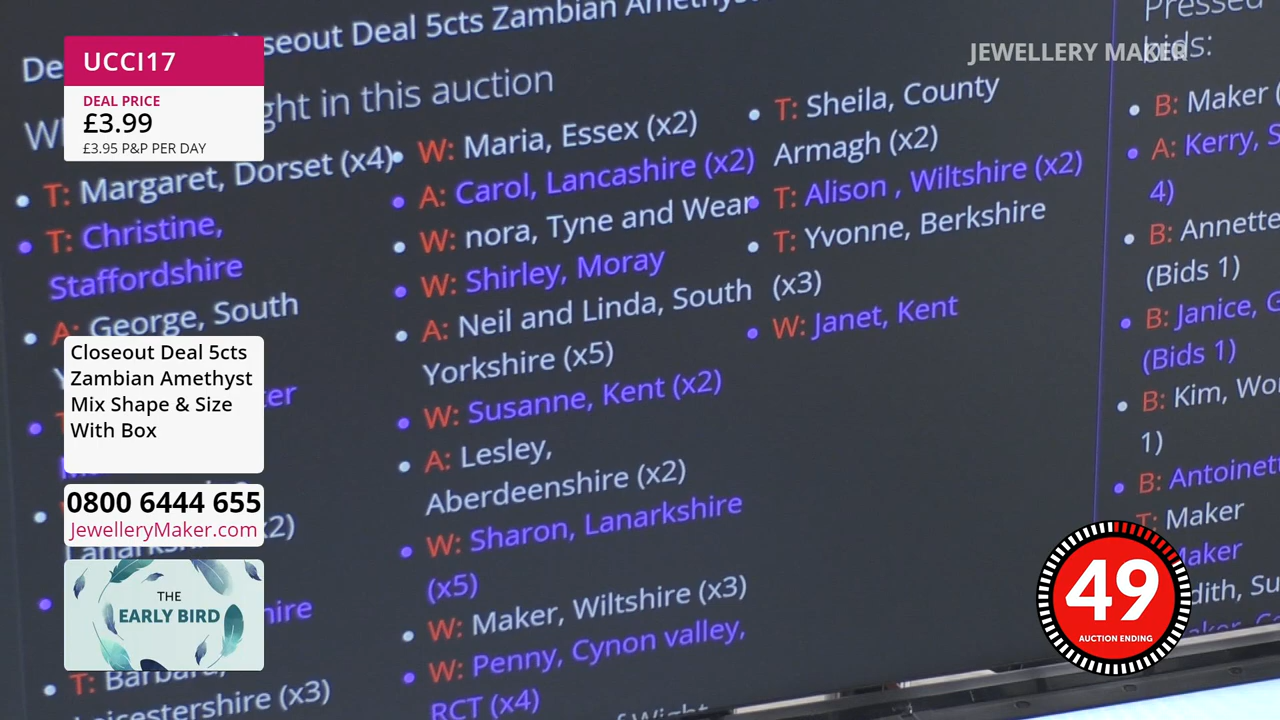 Closeout Deal 5cts Zambian
ght in this auction
T: Margaret, Dorset (x4)
T: Christine,
Staffordshire
A: George, South
T: Barbara,
Leicestershire (x3)
W: Maria, Essex (x2)
A: Carol, Lancashire (x2)
W: nora, Tyne and Wear
W: Shirley, Moray
A: Neil and Linda, South
Yorkshire (x5)
W: Susanne, Kent (x2)
A: Lesley,
Aberdeenshire (x2)
W: Sharon, Lanarkshire
(x5)
W: Maker, Wiltshire (x3)
W: Penny, Cynon valley,
RCT (x4)
T: Sheila, County
Armagh (x2)
T: Alison , Wiltshire (x2)
T: Yvonne, Berkshire
(x3)
W: Janet, Kent
Pressed
bids:
B: Maker (
A: Kerry, S
4)
B: Annette
(Bids 1)
B: Janice, G
(Bids 1)
B: Kim, Wo
1)
B: Antoinett
T: Maker
Maker
JEWELLERY MAKER
UCCI17
DEAL PRICE
£3.99
£3.95 P&P PER DAY
Closeout Deal 5cts
Zambian Amethyst
Mix Shape & Size
With Box
0800 6444 655
JewelleryMaker.com
THE
EARLY BIRD
49
AUCTION ENDING